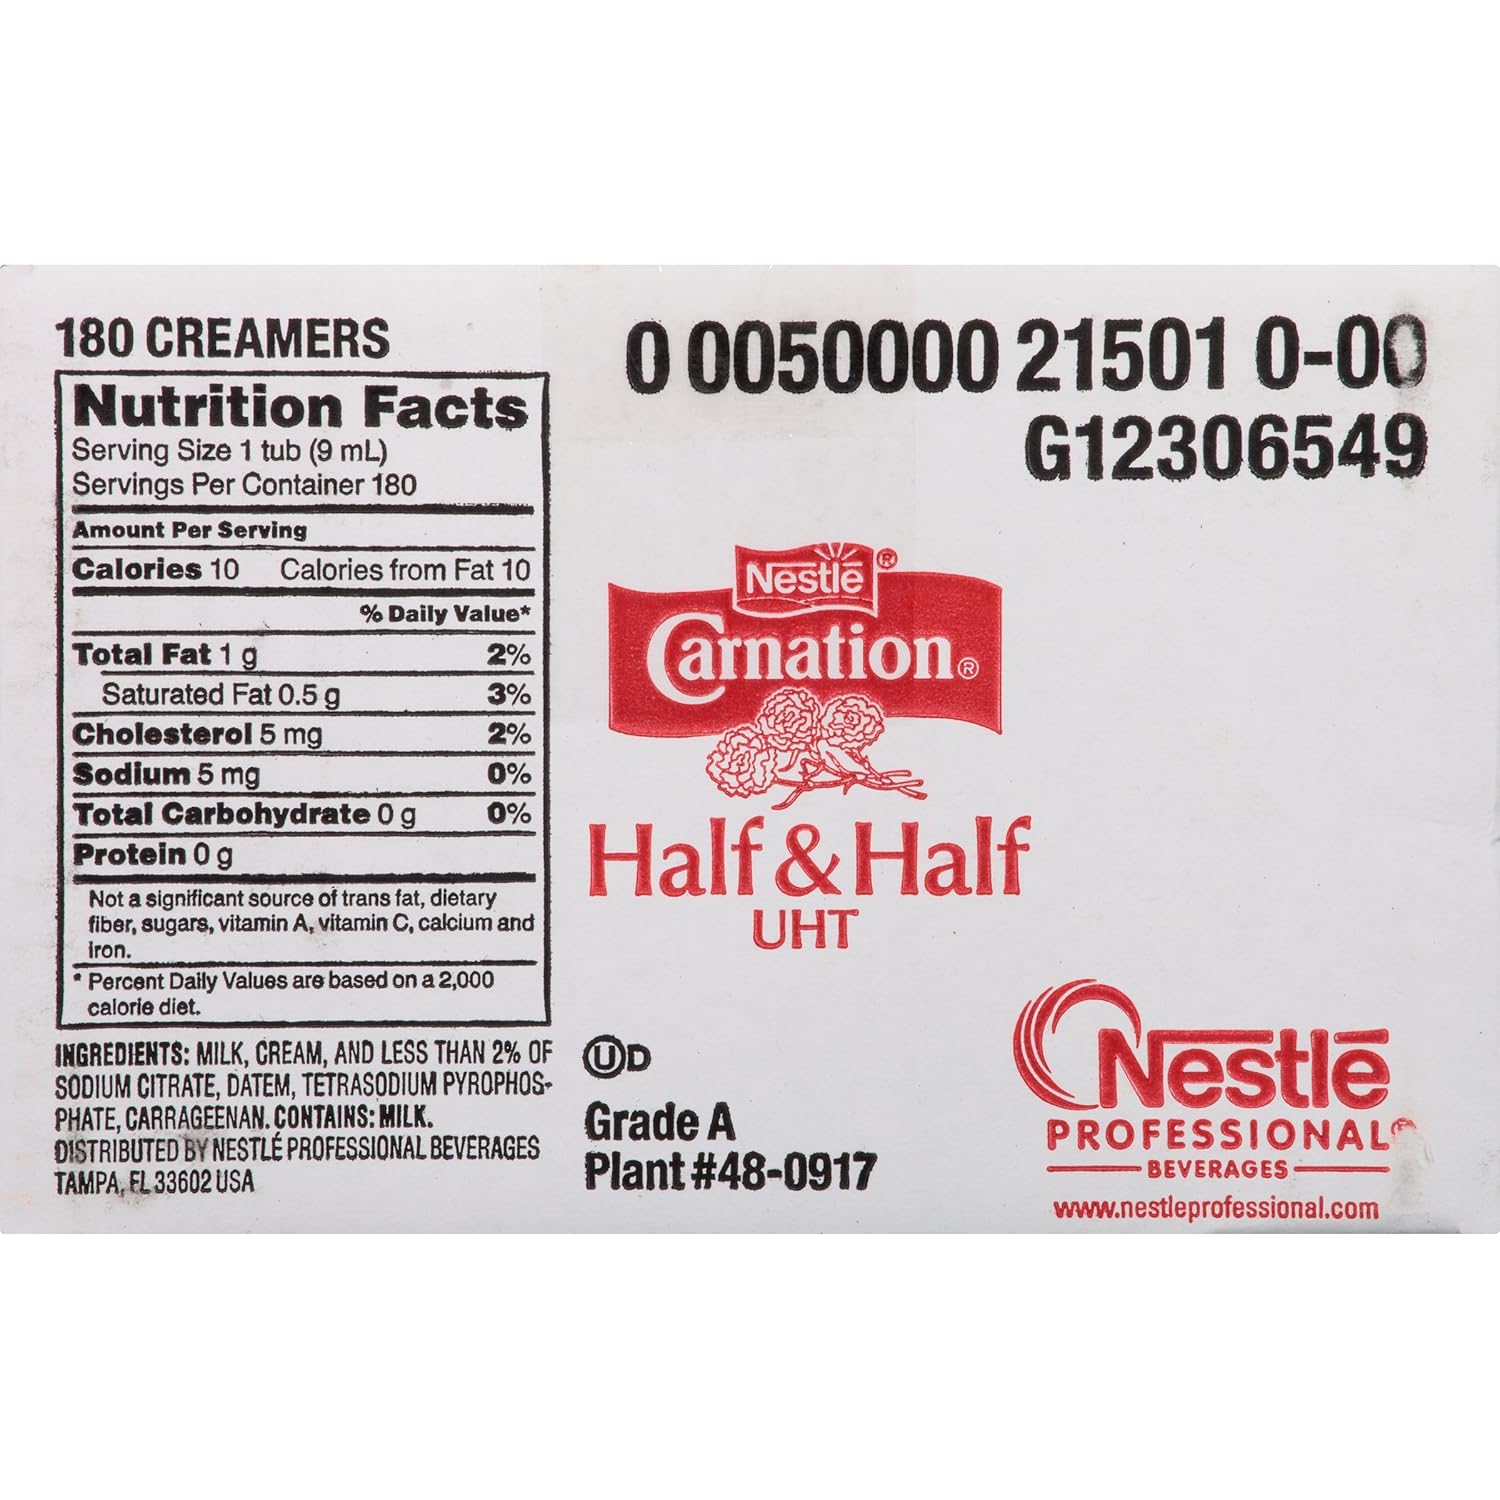 180 CREAMERS
Nutrition Facts
Serving Size 1 tub (9 mL)
Servings Per Container 180
Amount Per Serving
Calories 10 Calories from Fat 10
% Daily Value*
Total Fat 1 g 2%
Saturated Fat 0.5 g 3%
Cholesterol 5 mg 2%
Sodium 5 mg 0%
Total Carbohydrate 0 g 0%
Protein 0 g
Not a significant source of trans fat, dietary
fiber, sugars, vitamin A, vitamin C, calcium and
iron.
* Percent Daily Values are based on a 2,000
calorie diet.
INGREDIENTS: MILK, CREAM, AND LESS THAN 2% OF
SODIUM CITRATE, DATEM, TETRASODIUM PYROPHOS-
PHATE, CARRAGEENAN. CONTAINS: MILK.
DISTRIBUTED BY NESTLÉ PROFESSIONAL BEVERAGES
TAMPA, FL 33602 USA
0 0050000 21501 0-00
G12306549
Nestlé®
Carnation®
Half & Half
UHT
UD
Grade A
Plant #48-0917
Nestlé
PROFESSIONAL®
BEVERAGES
www.nestleprofessional.com